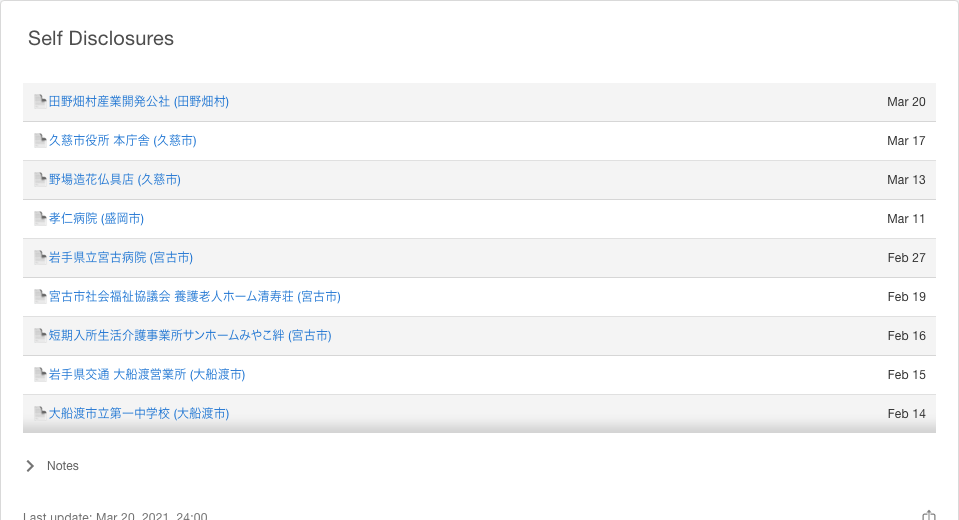 Self Disclosures
田野畑村産業開発公社 (田野畑村) Mar 20
久慈市役所 本庁舎 (久慈市) Mar 17
野場造花仏具店 (久慈市) Mar 13
孝仁病院 (盛岡市) Mar 11
岩手県立宮古病院 (宮古市) Feb 27
宮古市社会福祉協議会 養護老人ホーム清寿荘 (宮古市) Feb 19
短期入所生活介護事業所サンホームみやこ絆 (宮古市) Feb 16
岩手県交通 大船渡営業所 (大船渡市) Feb 15
大船渡市立第一中学校 (大船渡市) Feb 14
Notes
Last update: Mar 20, 2021, 24:00